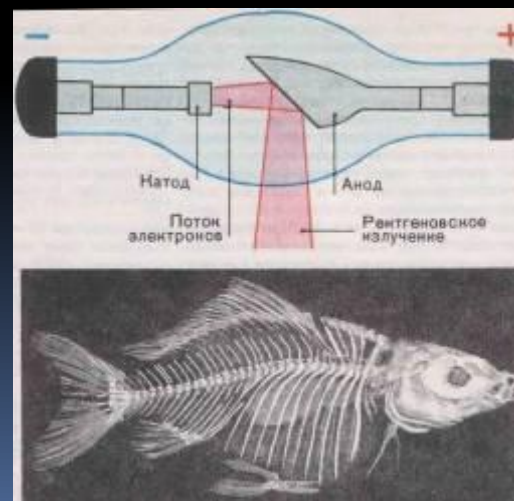 − +
Катод
Анод
Поток
электронов
Рентгеновское
излучение